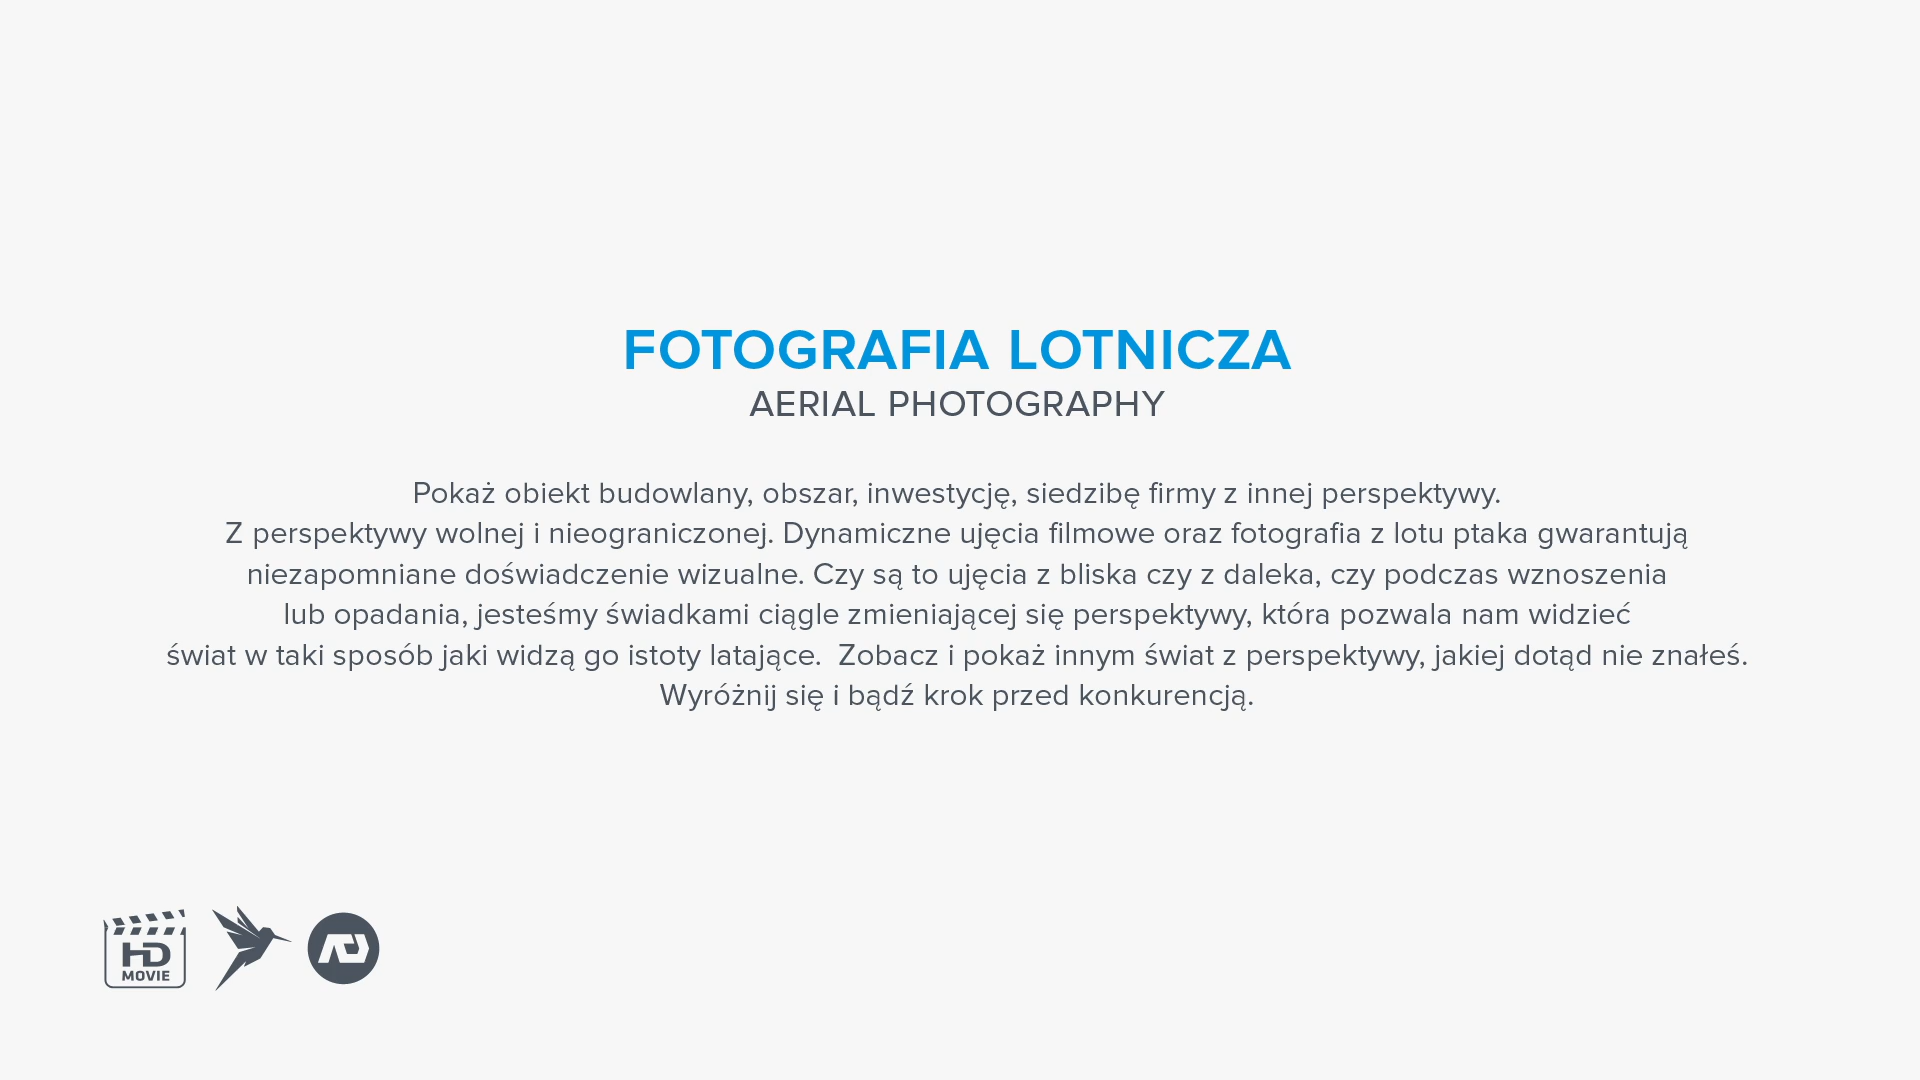 FOTOGRAFIA LOTNICZA
AERIAL PHOTOGRAPHY
Pokaż obiekt budowlany, obszar, inwestycję, siedzibę firmy z innej perspektywy.
Z perspektywy wolnej i nieograniczonej. Dynamiczne ujęcia filmowe oraz fotografia z lotu ptaka gwarantują
niezapomniane doświadczenie wizualne. Czy są to ujęcia z bliska czy z daleka, czy podczas wznoszenia
lub opadania, jesteśmy świadkami ciągle zmieniającej się perspektywy, która pozwala nam widzieć
świat w taki sposób jaki widzą go istoty latające.  Zobacz i pokaż innym świat z perspektywy, jakiej dotąd nie znałeś.
Wyróżnij się i bądź krok przed konkurencją.
HD
MOVIE